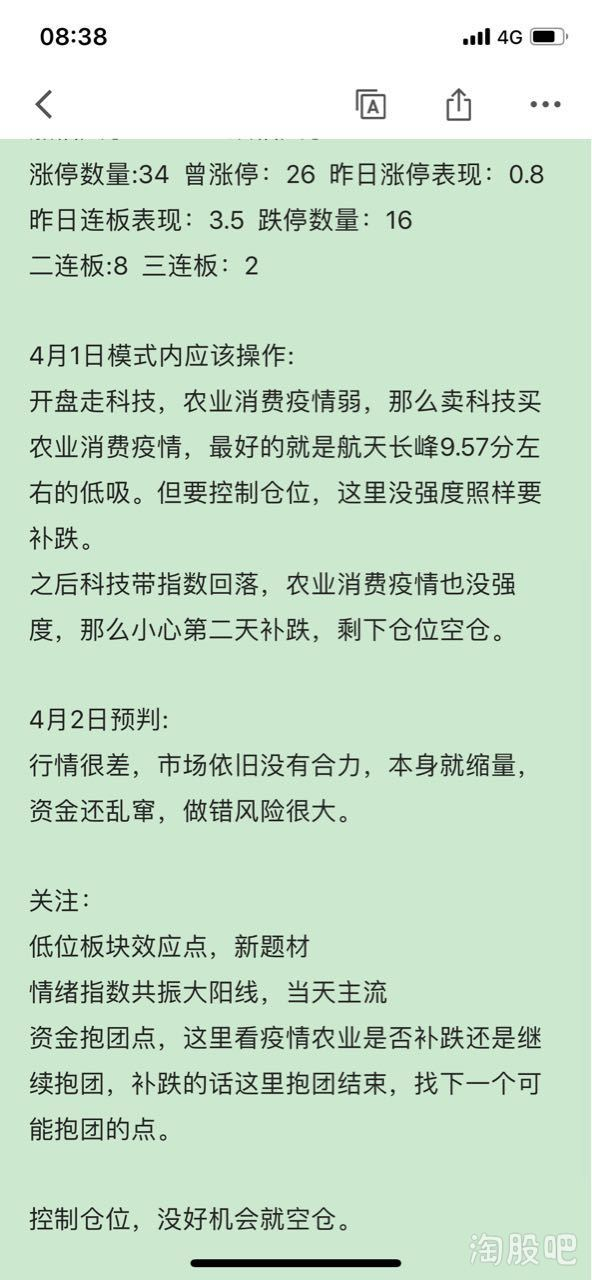 08:38
4G
A
涨停数量:34 曾涨停：26 昨日涨停表现：0.8
昨日连板表现：3.5 跌停数量：16
二连板:8 三连板：2
4月1日模式内应该操作:
开盘走科技，农业消费疫情弱，那么卖科技买
农业消费疫情，最好的就是航天长峰9.57分左
右的低吸。但要控制仓位，这里没强度照样要
补跌。
之后科技带指数回落，农业消费疫情也没强
度，那么小心第二天补跌，剩下仓位空仓。
4月2日预判:
行情很差，市场依旧没有合力，本身就缩量，
资金还乱窜，做错风险很大。
关注：
低位板块效应点，新题材
情绪指数共振大阳线，当天主流
资金抱团点，这里看疫情农业是否补跌还是继
续抱团，补跌的话这里抱团结束，找下一个可
能抱团的点。
控制仓位，没好机会就空仓。
淘股吧